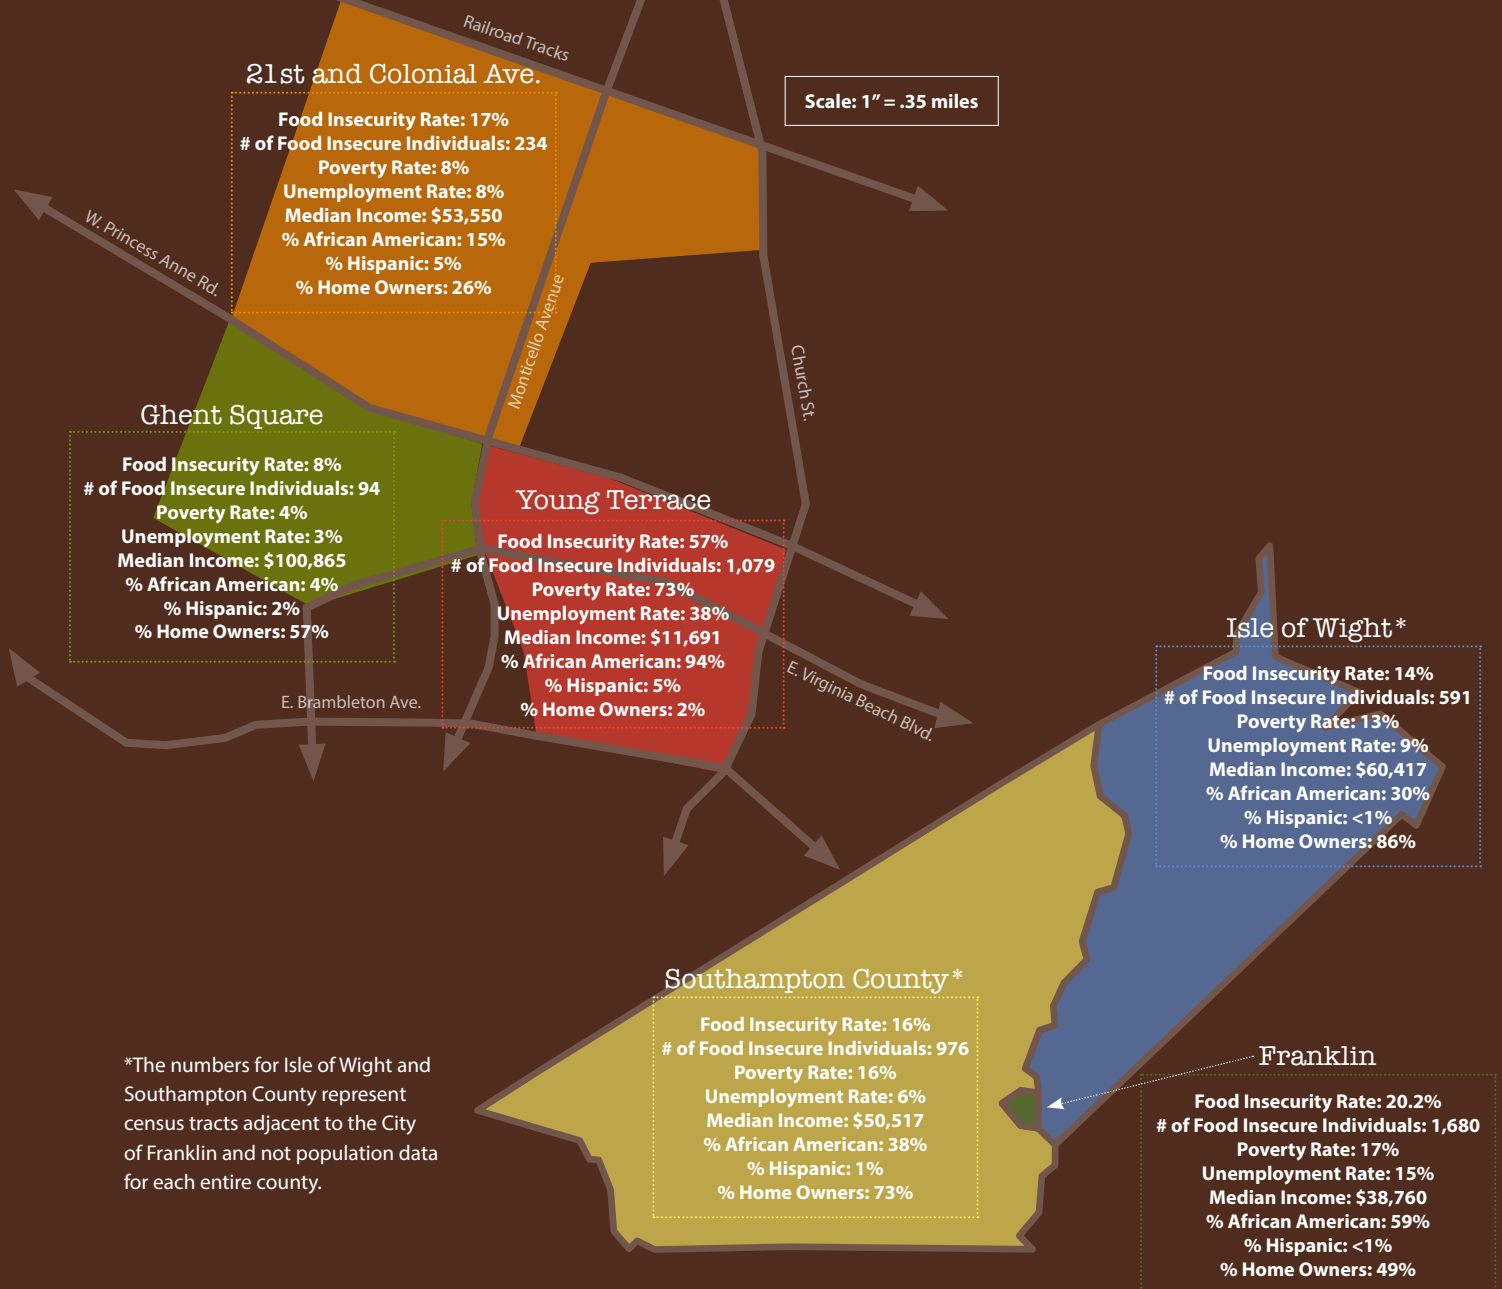 Railroad Tracks
21st and Colonial Ave.
Food Insecurity Rate: 17%
# of Food Insecure Individuals: 234
Poverty Rate: 8%
Unemployment Rate: 8%
Median Income: $53,550
% African American: 15%
% Hispanic: 5%
% Home Owners: 26%
Scale: 1″ = .35 miles
W. Princess Anne Rd.
Monticello Avenue
Church St.
Ghent Square
Food Insecurity Rate: 8%
# of Food Insecure Individuals: 94
Poverty Rate: 4%
Unemployment Rate: 3%
Median Income: $100,865
% African American: 4%
% Hispanic: 2%
% Home Owners: 57%
Young Terrace
Food Insecurity Rate: 57%
# of Food Insecure Individuals: 1,079
Poverty Rate: 73%
Unemployment Rate: 38%
Median Income: $11,691
% African American: 94%
% Hispanic: 5%
% Home Owners: 2%
E. Brambleton Ave.
E. Virginia Beach Blvd.
Isle of Wight*
Food Insecurity Rate: 14%
# of Food Insecure Individuals: 591
Poverty Rate: 13%
Unemployment Rate: 9%
Median Income: $60,417
% African American: 30%
% Hispanic: <1%
% Home Owners: 86%
Southampton County*
Food Insecurity Rate: 16%
# of Food Insecure Individuals: 976
Poverty Rate: 16%
Unemployment Rate: 6%
Median Income: $50,517
% African American: 38%
% Hispanic: 1%
% Home Owners: 73%
*The numbers for Isle of Wight and
Southampton County represent
census tracts adjacent to the City
of Franklin and not population data
for each entire county.
Franklin
Food Insecurity Rate: 20.2%
# of Food Insecure Individuals: 1,680
Poverty Rate: 17%
Unemployment Rate: 15%
Median Income: $38,760
% African American: 59%
% Hispanic: <1%
% Home Owners: 49%